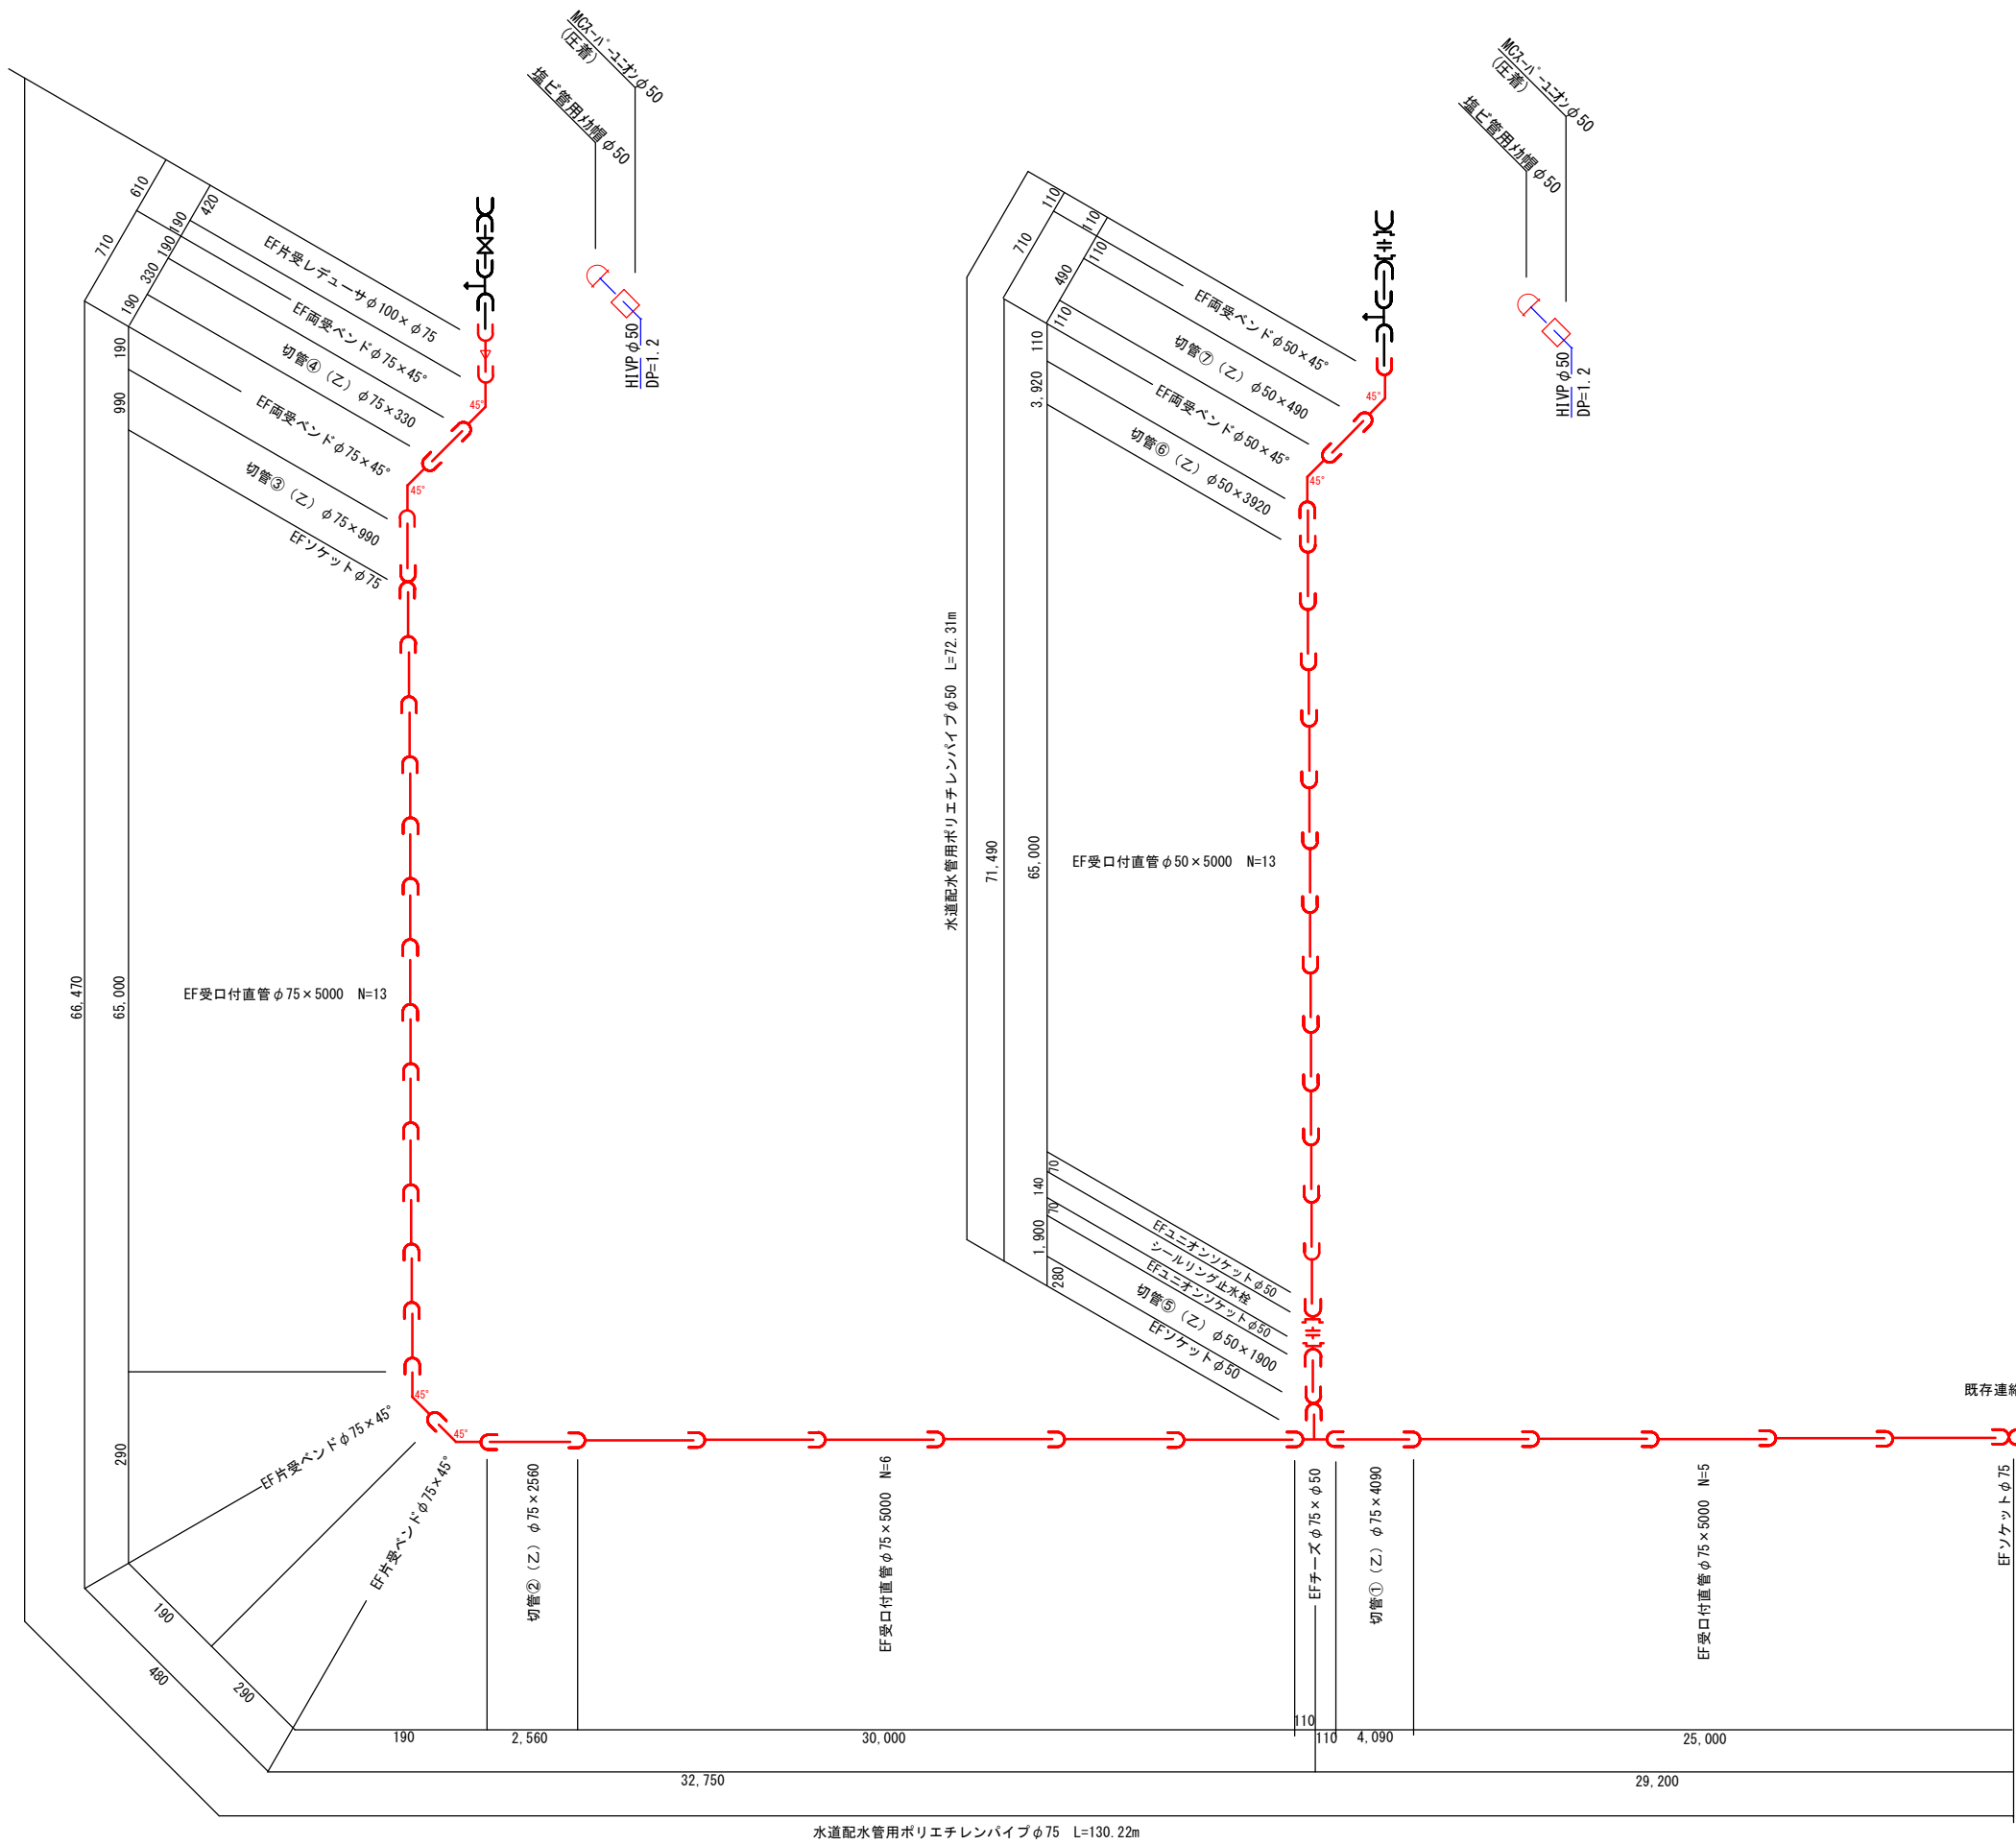 MCスーパーユニオンφ50
(圧着)
塩ビ管用メカ帽φ50
HIVPφ50
DP=1.2
MCスーパーユニオンφ50
(圧着)
塩ビ管用メカ帽φ50
HIVPφ50
DP=1.2
610
710
420
190
190
330
190
190
990
EF片受レデューサφ100×φ75
EF両受ベンドφ75×45°
切管④（乙）φ75×330
EF両受ベンドφ75×45°
切管③（乙）φ75×990
EFソケットφ75
45°
45°
66,470
65,000
EF受口付直管φ75×5000 N=13
290
EF片受ベンドφ75×45°
EF片受ベンドφ75×45°
45°
45°
190
480
290
110
710
110
110
490
110
110
3,920
EF両受ベンドφ50×45°
切管⑦（乙）φ50×490
EF両受ベンドφ50×45°
切管⑥（乙）φ50×3920
45°
45°
水道配水管用ポリエチレンパイプφ50 L=72.31m
71,490
65,000
EF受口付直管φ50×5000 N=13
70
140
70
1,900
280
EFユニオンソケットφ50
シールリング止水栓
EFユニオンソケットφ50
切管⑤（乙）φ50×1900
EFソケットφ50
既存連絡
切管②（乙）φ75×2560
EF受口付直管φ75×5000 N=6
EFチーズφ75×φ50
切管①（乙）φ75×4090
EF受口付直管φ75×5000 N=5
EFソケットφ75
190
2,560
30,000
110
110
4,090
25,000
32,750
29,200
水道配水管用ポリエチレンパイプφ75 L=130.22m